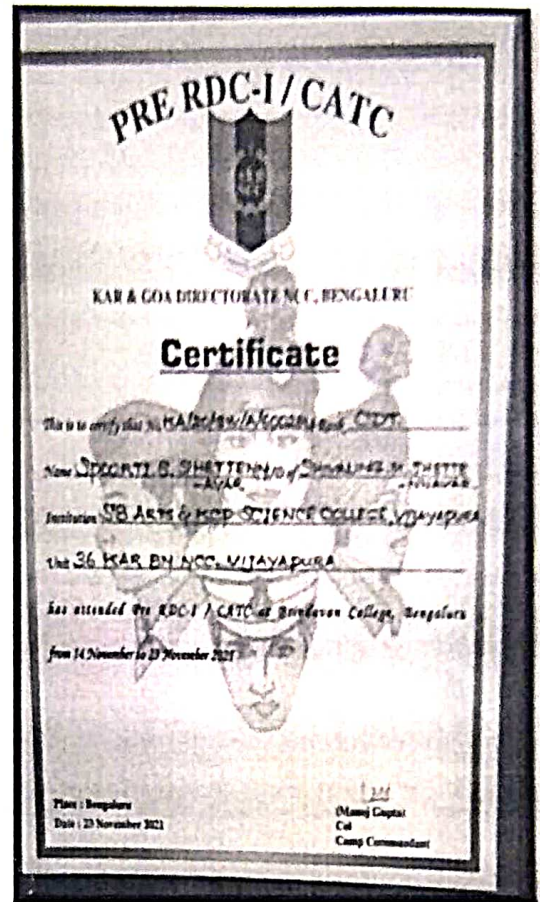 PRE RDC-I / CATC
KAR & GOA DIRECTORATE NCC, BENGALURU
Certificate
This is to certify that No. Rank CDT.
Name of
Institution SB ARTS & KCP SCIENCE COLLEGE, VIJAYAPURA
Unit 36 KAR BN NCC. VIJAYAPURA
has attended Pre RDC-I / CATC at Brindavan College, Bengaluru
from 14 November to 23 November 2021
Place : Bengaluru
Date : 23 November 2021
(Manoj Gupta)
Col
Camp Commandant